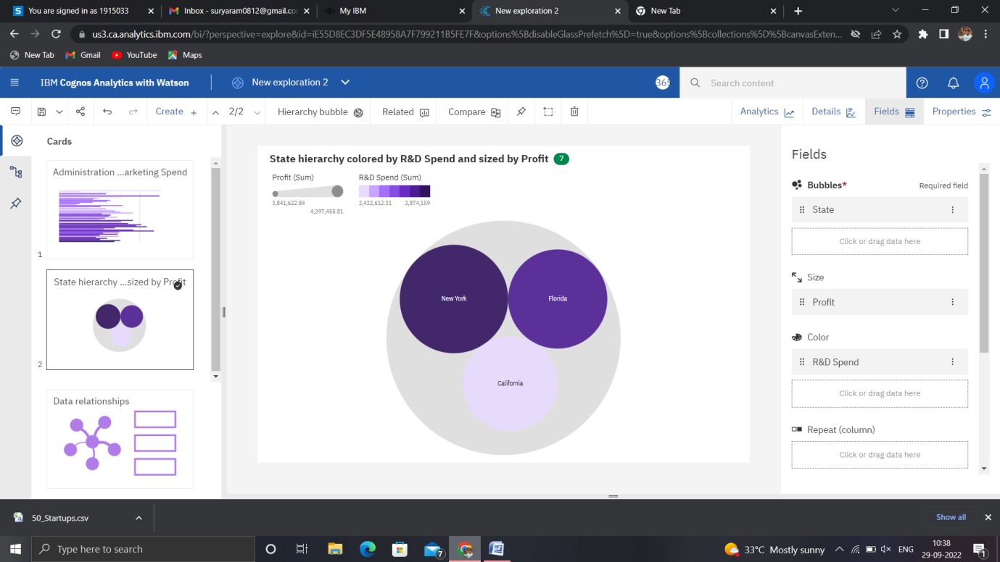 You are signed in as 1915033
Inbox - suryaram0812@gmail.co
My IBM
New exploration 2
New Tab
us3.ca.analytics.ibm.com/bi/?perspective=explore&id=iE55D8EC3DF5E48958A7F799211B5FE7F&options%5BdisableGlassPrefetch%5D=true&options%5Bcollections%5D%5BcanvasExten...
New Tab
Gmail
YouTube
Maps
IBM Cognos Analytics with Watson
New exploration 2
365
Search content
Create
2/2
Hierarchy bubble
Related
Compare
Analytics
Details
Fields
Properties
Cards
Administration ...arketing Spend
1
State hierarchy ...sized by Profit
2
Data relationships
State hierarchy colored by R&D Spend and sized by Profit 7
Profit (Sum)
3,841,622.84
4,397,455.81
R&D Spend (Sum)
2,422,612.31
2,874,159
New York
Florida
California
Fields
Bubbles*
Required field
State
Click or drag data here
Size
Profit
Color
R&D Spend
Click or drag data here
Repeat (column)
Click or drag data here
50_Startups.csv
Show all
Type here to search
7
33°C Mostly sunny
ENG
10:38
29-09-2022
1